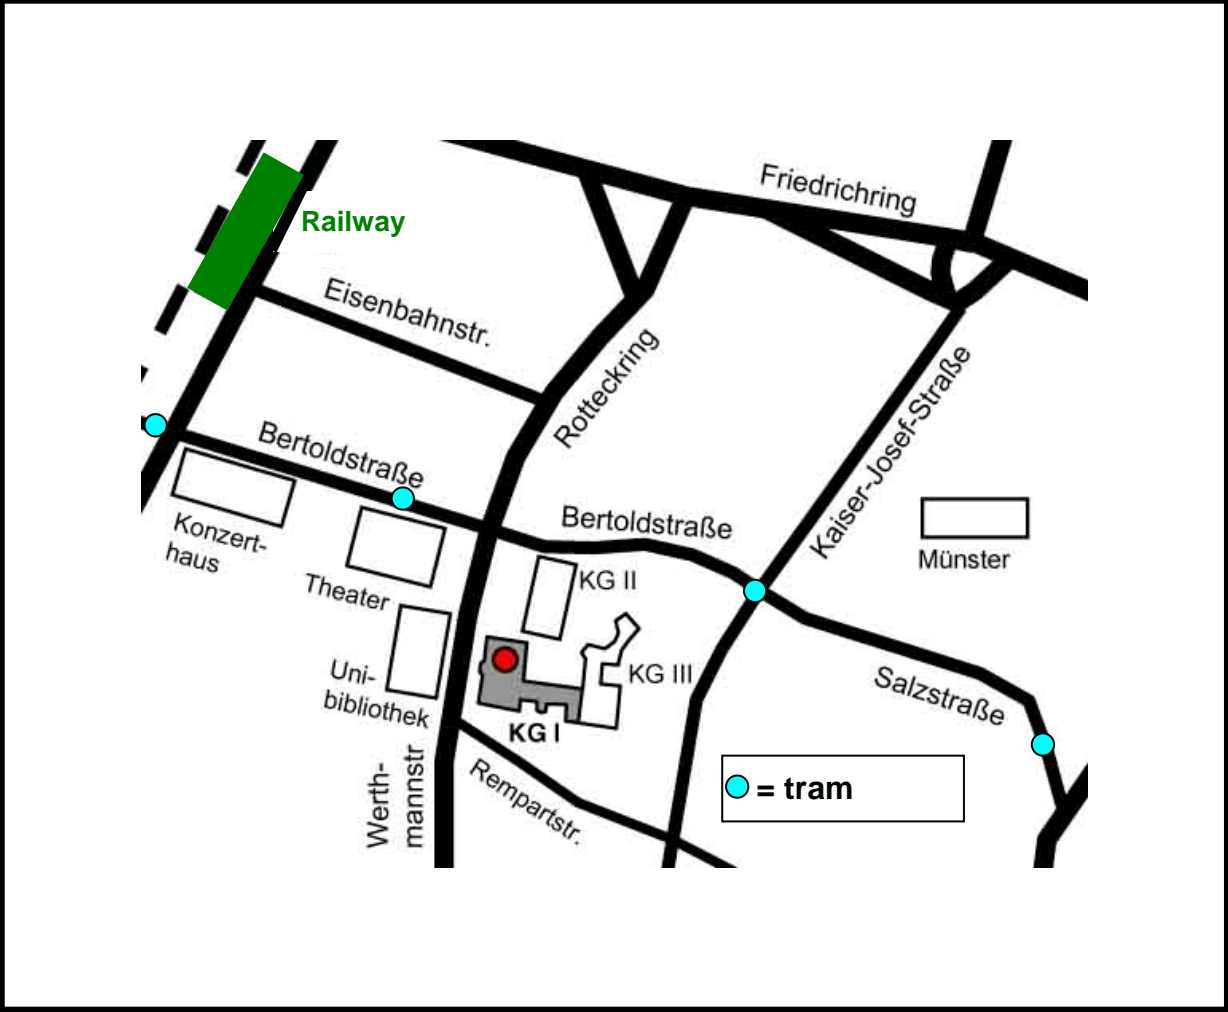 Friedrichring
Railway
Eisenbahnstr.
Rotteckring
Kaiser-Josef-Straße
Bertoldstraße
Bertoldstraße
Konzert-
haus
Münster
KG II
Theater
KG III
Uni-
bibliothek
Salzstraße
KG I
Werth-
mannstr
Rempartstr.
= tram